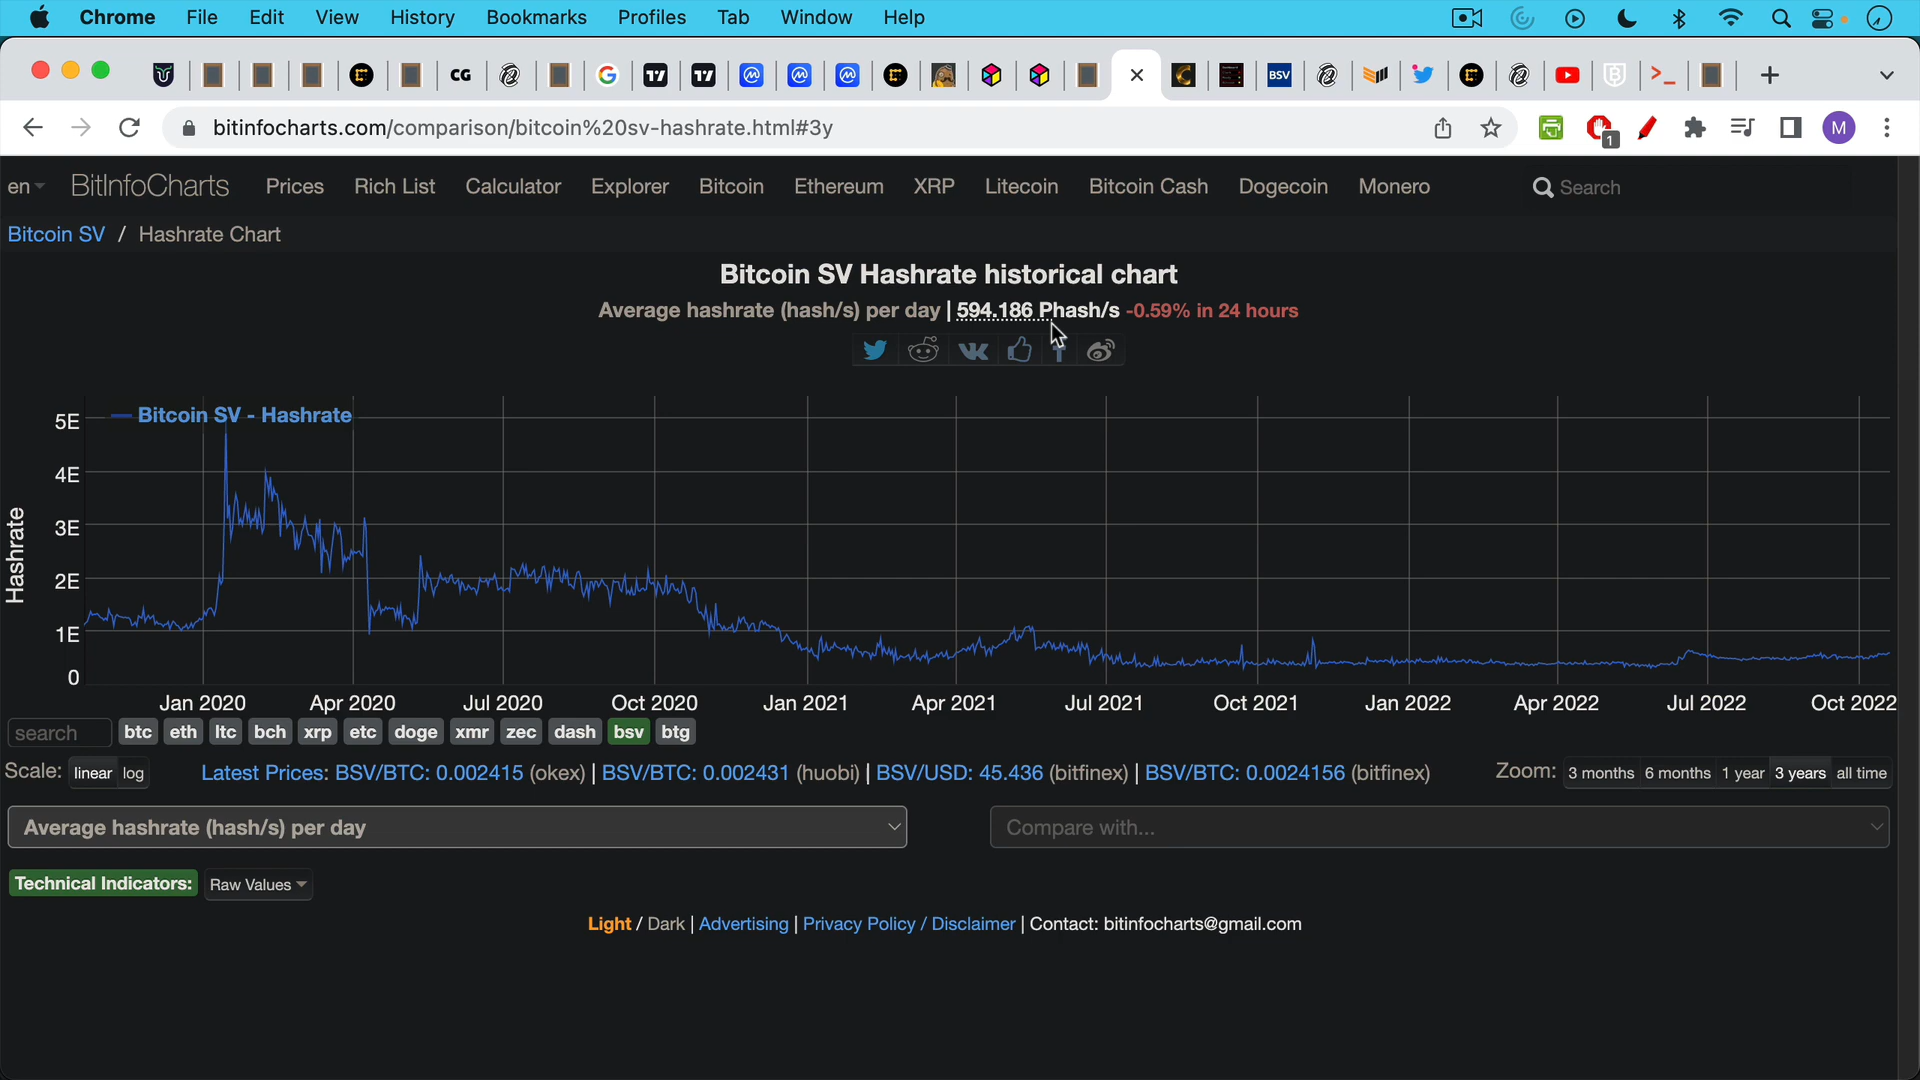 Chrome File Edit View History Bookmarks Profiles Tab Window Help
CG BSV
bitinfocharts.com/comparison/bitcoin%20sv-hashrate.html#3y 1 M
en BitInfoCharts Prices Rich List Calculator Explorer Bitcoin Ethereum XRP Litecoin Bitcoin Cash Dogecoin Monero Search
Bitcoin SV / Hashrate Chart
Bitcoin SV Hashrate historical chart
Average hashrate (hash/s) per day | 594.186 Phash/s -0.59% in 24 hours
Bitcoin SV - Hashrate
5E
4E
3E
2E
1E
0
Hashrate
Jan 2020 Apr 2020 Jul 2020 Oct 2020 Jan 2021 Apr 2021 Jul 2021 Oct 2021 Jan 2022 Apr 2022 Jul 2022 Oct 2022
search btc eth ltc bch xrp etc doge xmr zec dash bsv btg
Scale: linear log Latest Prices: BSV/BTC: 0.002415 (okex) | BSV/BTC: 0.002431 (huobi) | BSV/USD: 45.436 (bitfinex) | BSV/BTC: 0.0024156 (bitfinex) Zoom: 3 months 6 months 1 year 3 years all time
Average hashrate (hash/s) per day Compare with...
Technical Indicators: Raw Values
Light / Dark | Advertising | Privacy Policy / Disclaimer | Contact: bitinfocharts@gmail.com